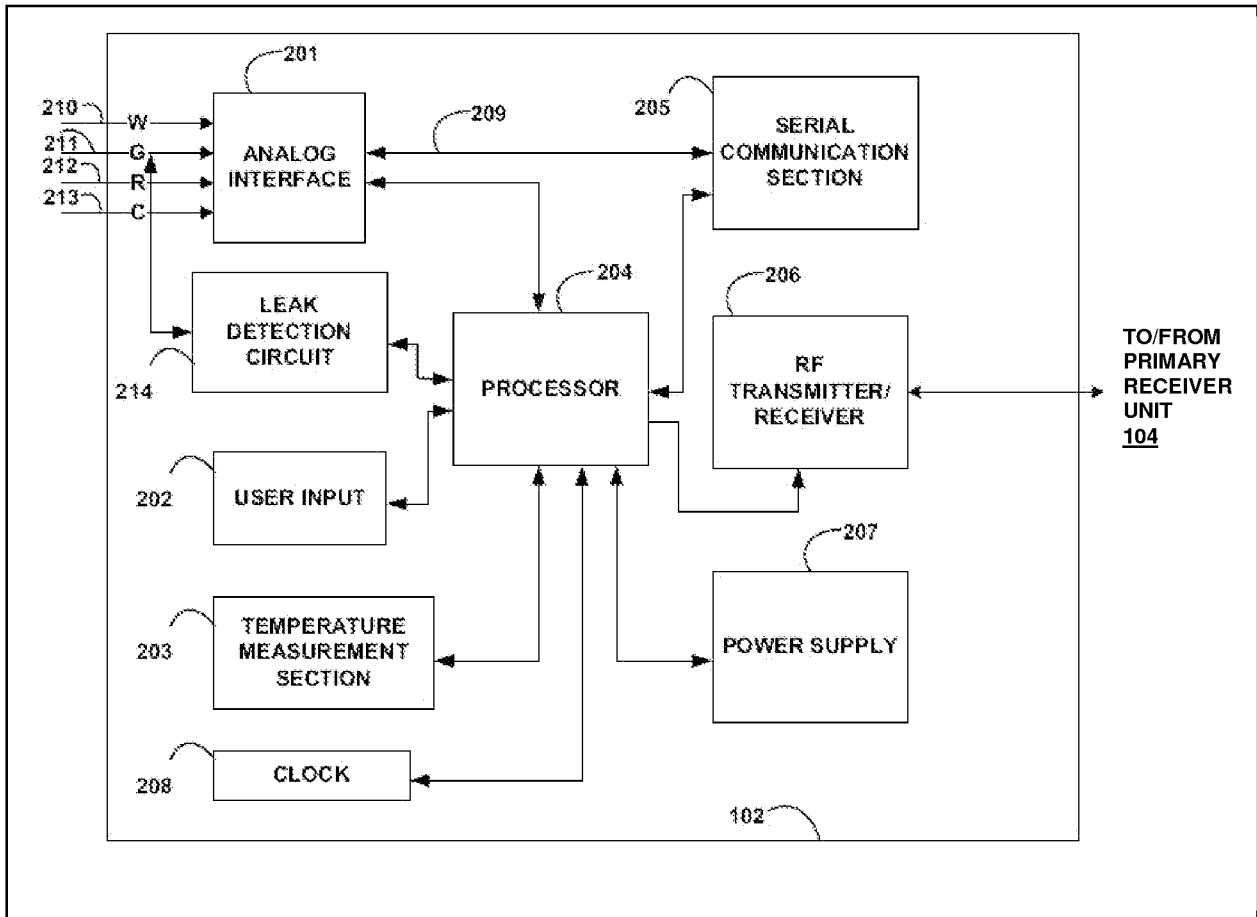 201
210
W
211
G
212
R
213
C
ANALOG
INTERFACE
209
205
SERIAL
COMMUNICATION
SECTION
LEAK
DETECTION
CIRCUIT
214
204
PROCESSOR
206
RF
TRANSMITTER/
RECEIVER
TO/FROM
PRIMARY
RECEIVER
UNIT
104
202
USER INPUT
207
POWER SUPPLY
203
TEMPERATURE
MEASUREMENT
SECTION
208
CLOCK
102